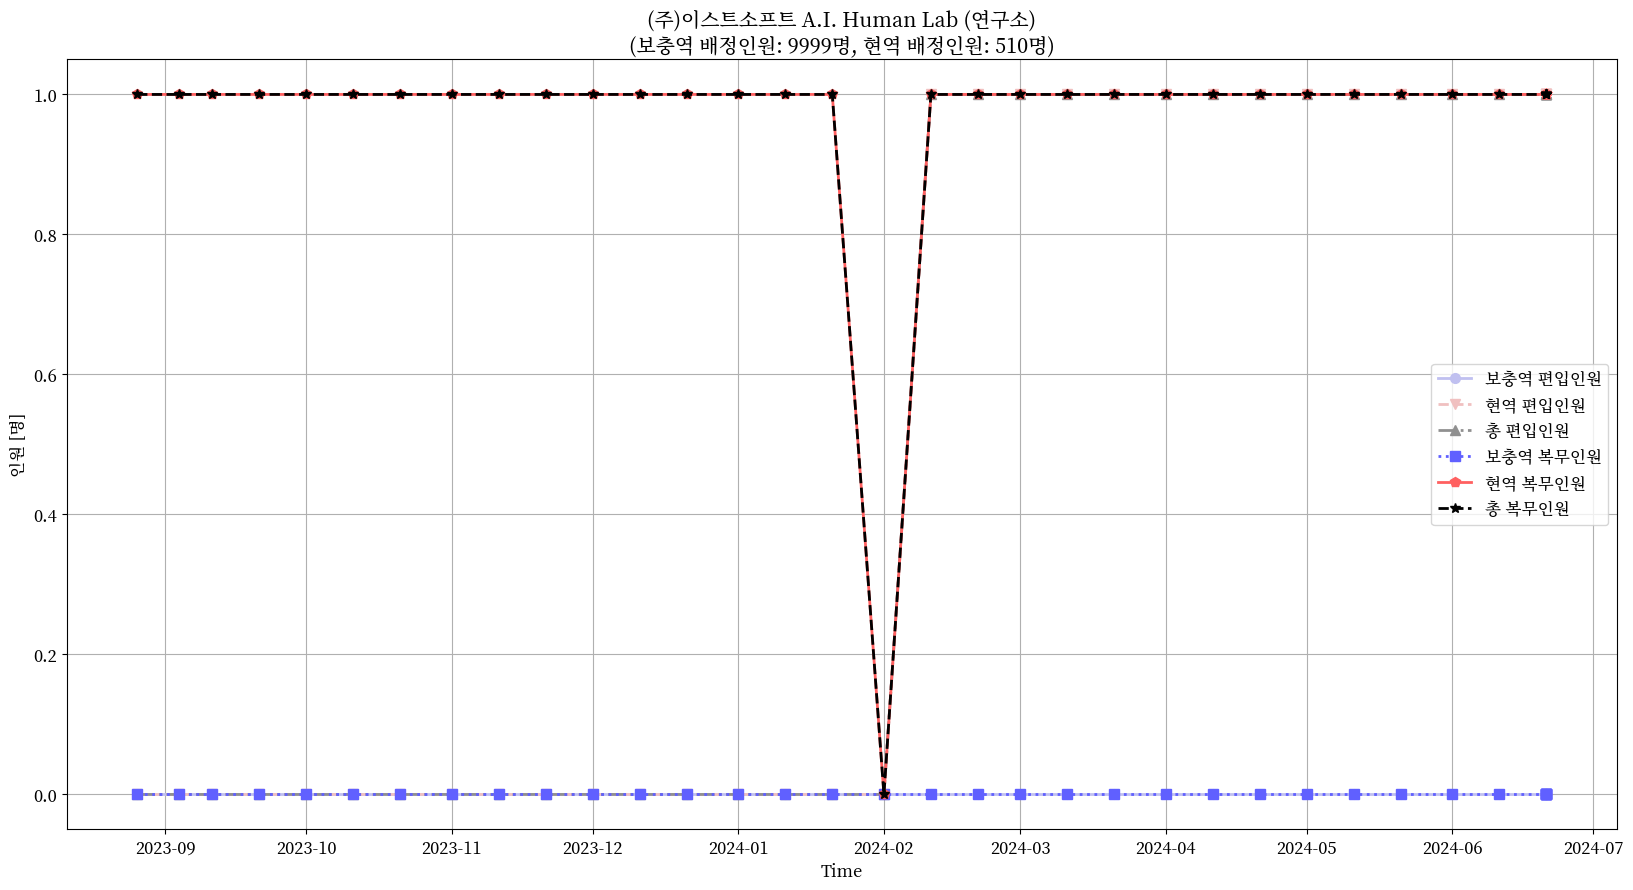 (주)이스트소프트 A.I. Human Lab (연구소)
(보충역 배정인원: 9999명, 현역 배정인원: 510명)
1.0
0.8
0.6
0.4
0.2
0.0
인원 [명]
보충역 편입인원
현역 편입인원
총 편입인원
보충역 복무인원
현역 복무인원
총 복무인원
2023-09 2023-10 2023-11 2023-12 2024-01 2024-02 2024-03 2024-04 2024-05 2024-06 2024-07
Time